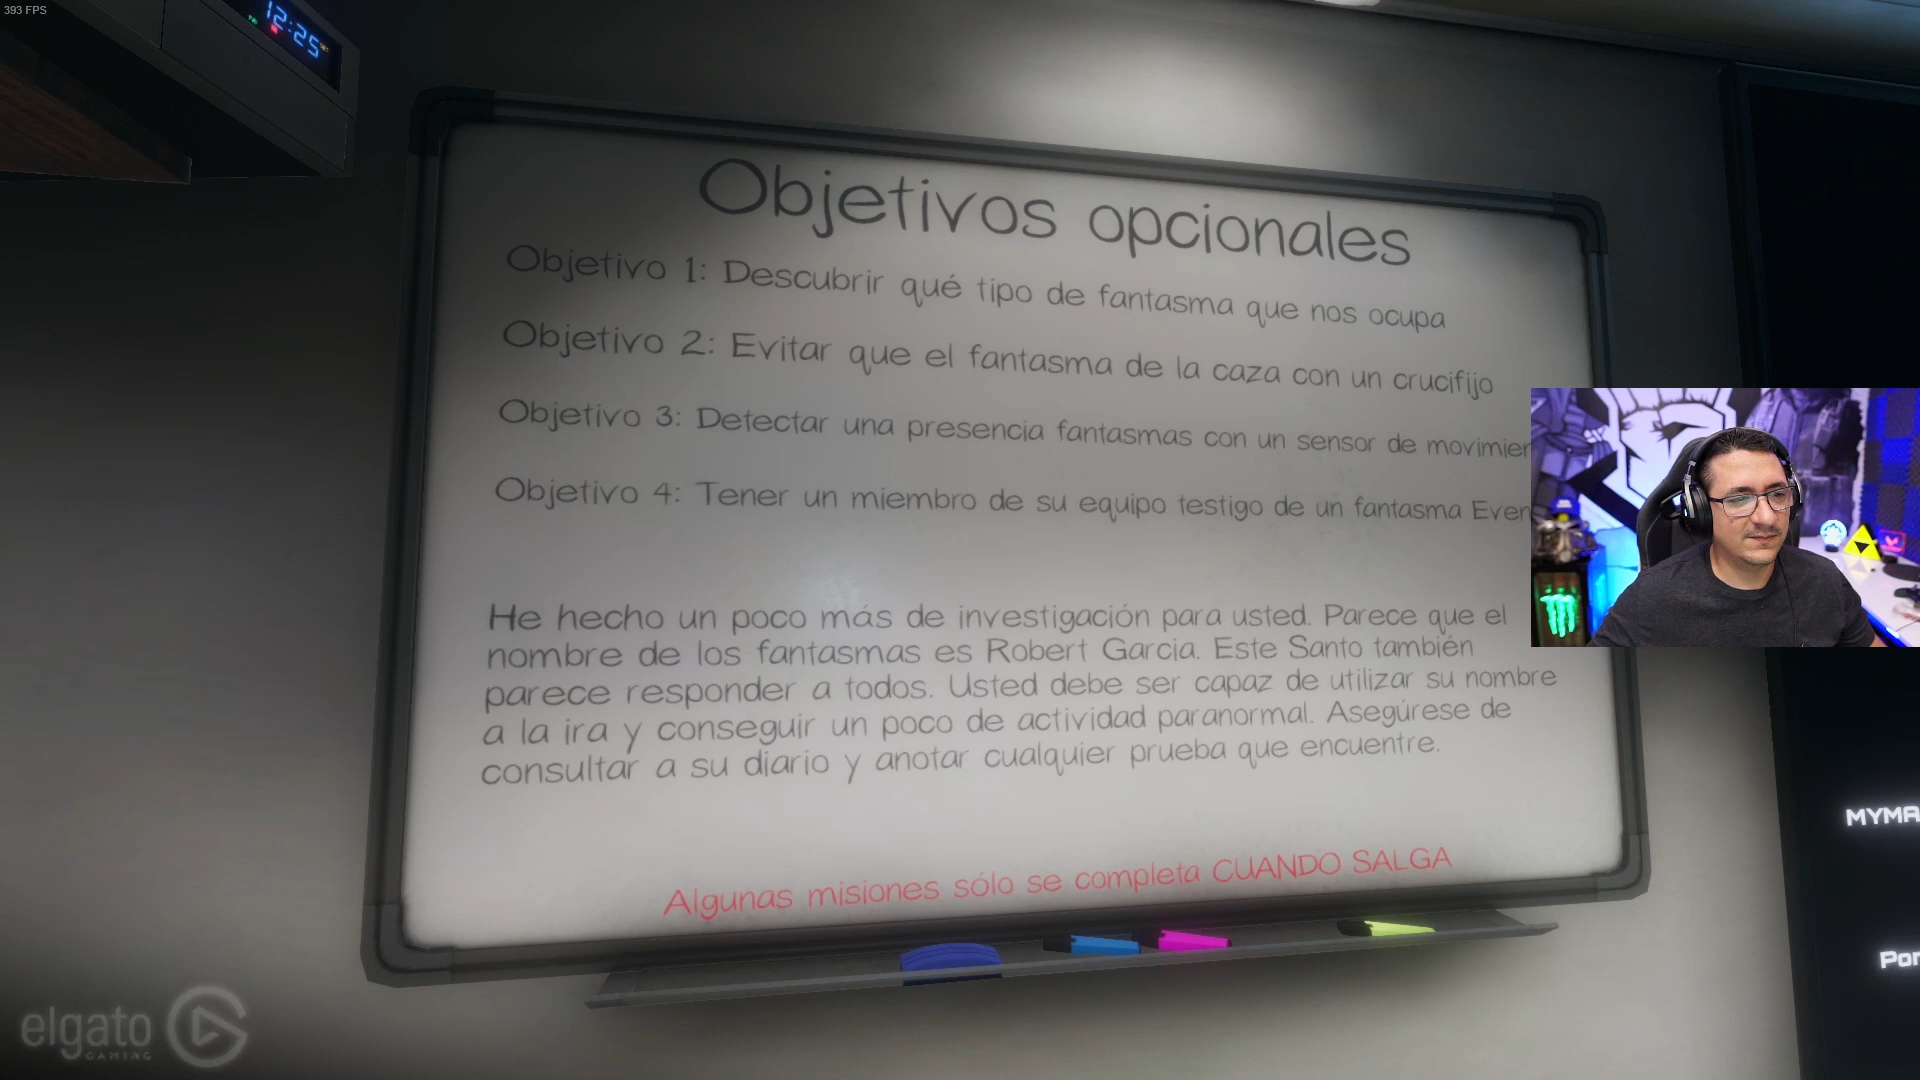 393 FPS
12:25
Objetivos opcionales
Objetivo 1: Descubrir qué tipo de fantasma que nos ocupa
Objetivo 2: Evitar que el fantasma de la caza con un crucifijo
Objetivo 3: Detectar una presencia fantasmas con un sensor de movimien
Objetivo 4: Tener un miembro de su equipo testigo de un fantasma Even
He hecho un poco más de investigación para usted. Parece que el
nombre de los fantasmas es Robert Garcia. Este Santo también
parece responder a todos. Usted debe ser capaz de utilizar su nombre
a la ira y conseguir un poco de actividad paranormal. Asegúrese de
consultar a su diario y anotar cualquier prueba que encuentre.
Algunas misiones sólo se completa CUANDO SALGA
MYMA
Por
elgato
GAMING